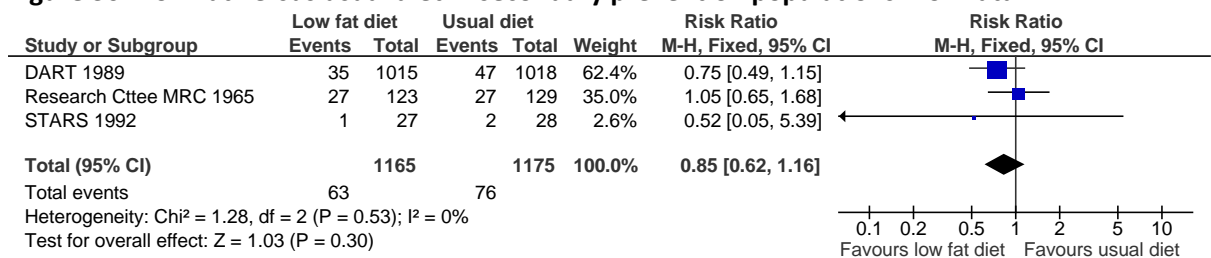 Low fat diet Usual diet Risk Ratio Risk Ratio
Study or Subgroup Events Total Events Total Weight M-H, Fixed, 95% CI M-H, Fixed, 95% CI
DART 1989 35 1015 47 1018 62.4% 0.75 [0.49, 1.15]
Research Cttee MRC 1965 27 123 27 129 35.0% 1.05 [0.65, 1.68]
STARS 1992 1 27 2 28 2.6% 0.52 [0.05, 5.39]
Total (95% CI) 1165 1175 100.0% 0.85 [0.62, 1.16]
Total events 63 76
Heterogeneity: Chi² = 1.28, df = 2 (P = 0.53); I² = 0%
Test for overall effect: Z = 1.03 (P = 0.30)
0.1 0.2 0.5 1 2 5 10
Favours low fat diet Favours usual diet